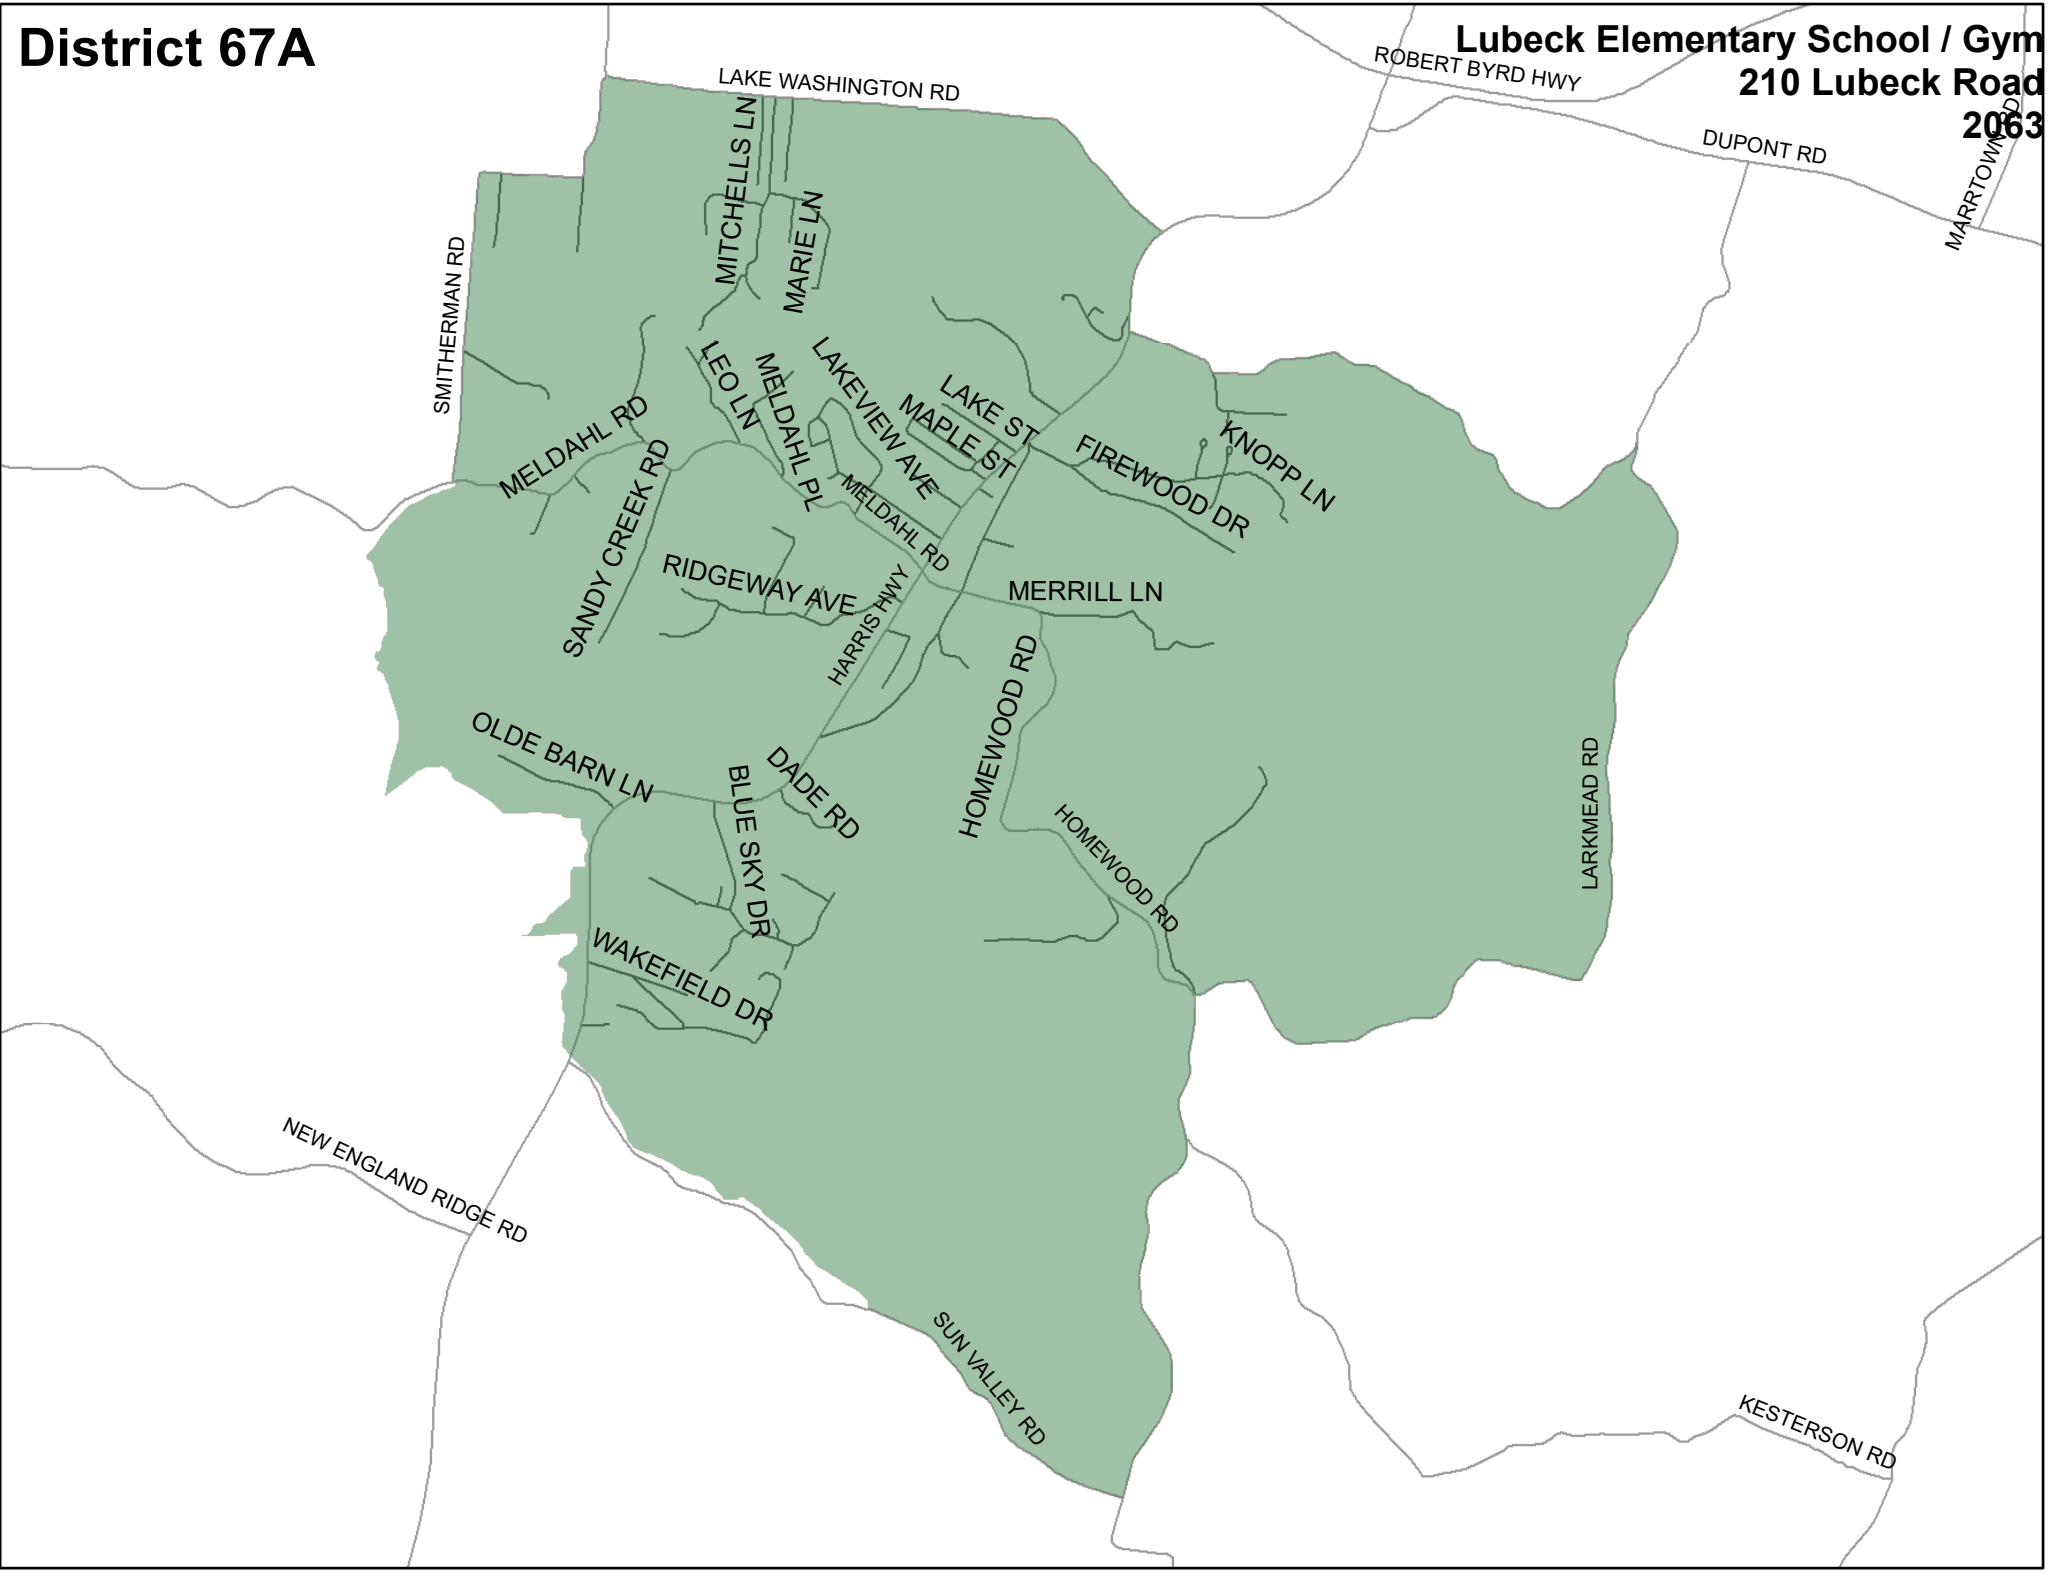 District 67A
Lubeck Elementary School / Gym
210 Lubeck Road
2063
ROBERT BYRD HWY
LAKE WASHINGTON RD
DUPONT RD
MARRTOWN RD
MITCHELLS LN
MARIE LN
SMITHERMAN RD
LEO LN
MELDAHL PL
LAKEVIEW AVE
LAKE ST
MAPLE ST
MELDAHL RD
FIREWOOD DR
KNOPP LN
SANDY CREEK RD
MELDAHL RD
RIDGEWAY AVE
HARRIS HWY
MERRILL LN
HOMEWOOD RD
OLDE BARN LN
BLUE SKY DR
DADE RD
HOMEWOOD RD
LARKMEAD RD
WAKEFIELD DR
NEW ENGLAND RIDGE RD
SUN VALLEY RD
KESTERSON RD